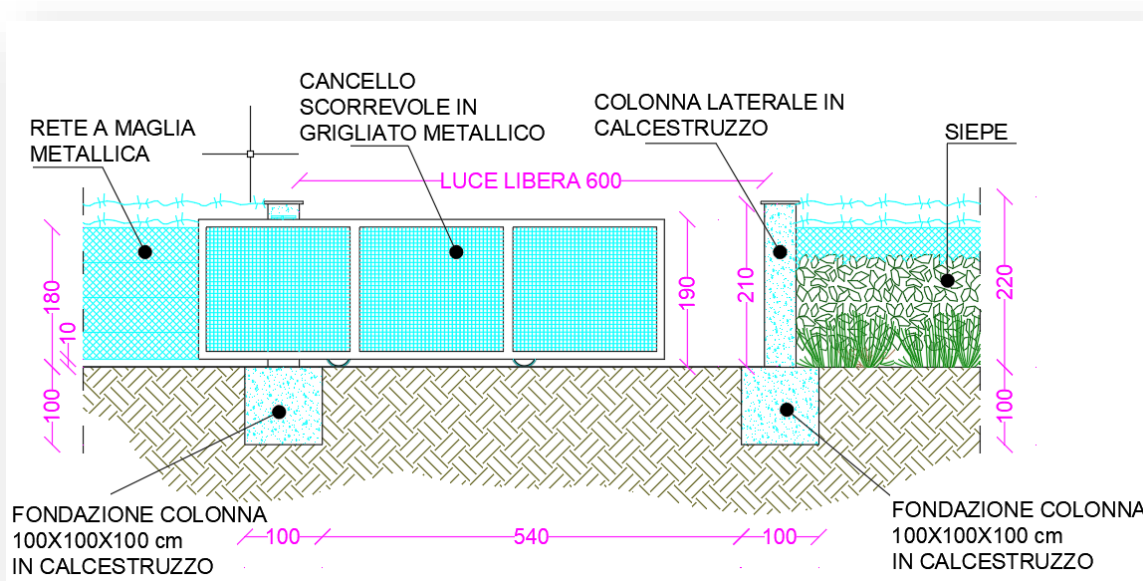 CANCELLO
SCORREVOLE IN
GRIGLIATO METALLICO
COLONNA LATERALE IN
CALCESTRUZZO
RETE A MAGLIA
METALLICA
SIEPE
LUCE LIBERA 600
180
10
190
210
220
100
100
FONDAZIONE COLONNA
100X100X100 cm
IN CALCESTRUZZO
100
540
100
FONDAZIONE COLONNA
100X100X100 cm
IN CALCESTRUZZO